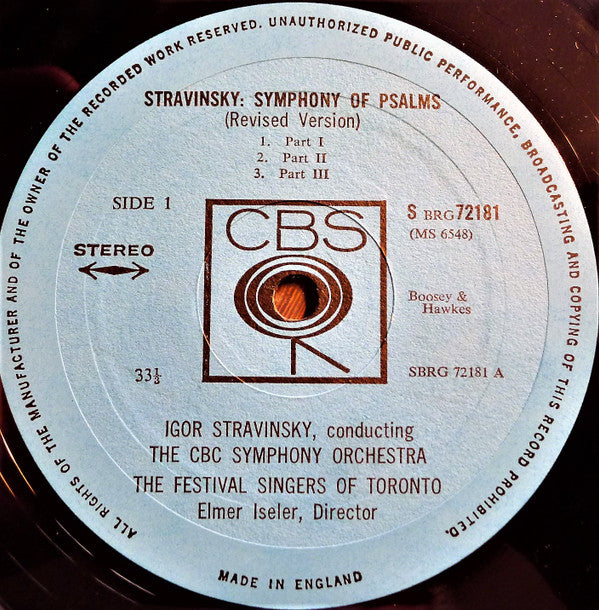 ALL RIGHTS OF THE MANUFACTURER AND OF THE OWNER OF THE RECORDED WORK RESERVED. UNAUTHORIZED PUBLIC PERFORMANCE, BROADCASTING AND COPYING OF THIS RECORD PROHIBITED.
STRAVINSKY: SYMPHONY OF PSALMS
(Revised Version)
1. Part I
2. Part II
3. Part III
SIDE 1
STEREO
33⅓
CBS
S BRG 72181
(MS 6548)
Boosey &
Hawkes
SBRG 72181 A
IGOR STRAVINSKY, conducting
THE CBC SYMPHONY ORCHESTRA
THE FESTIVAL SINGERS OF TORONTO
Elmer Iseler, Director
MADE IN ENGLAND